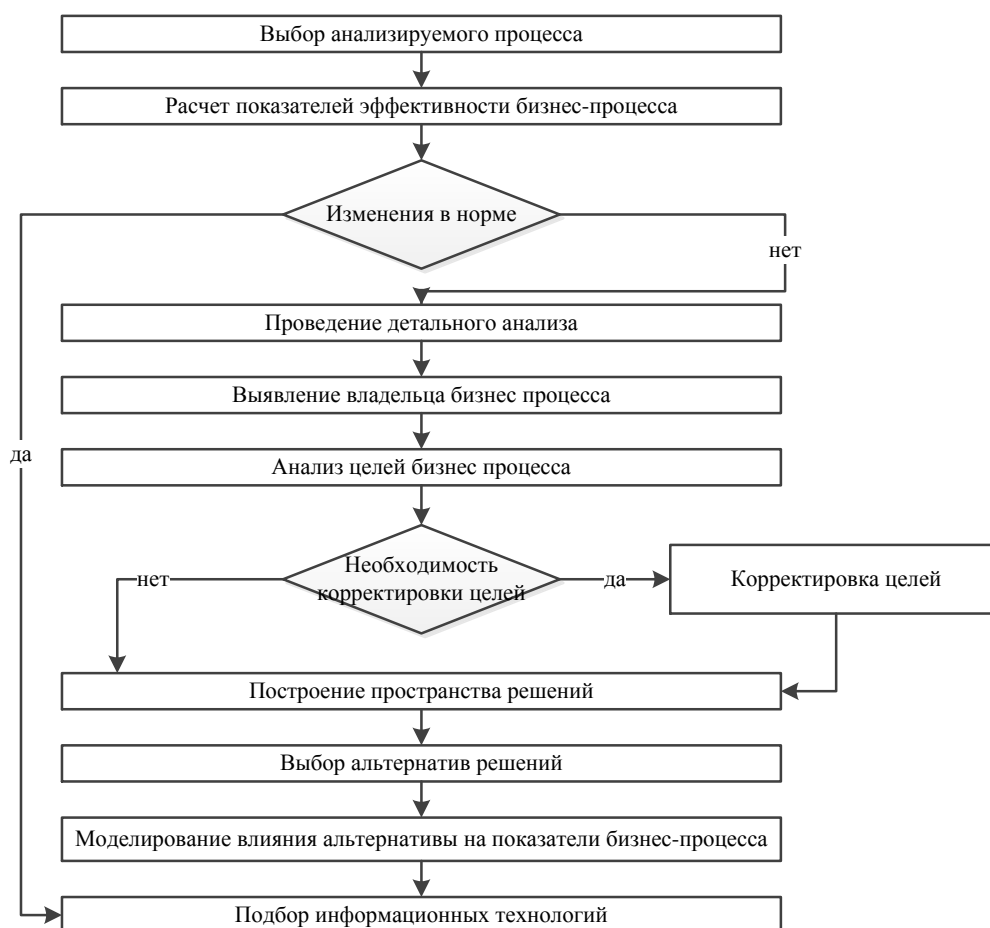 Выбор анализируемого процесса
Расчет показателей эффективности бизнес-процесса
Изменения в норме
нет
Проведение детального анализа
Выявление владельца бизнес процесса
да
Анализ целей бизнес процесса
Необходимость
корректировки целей
нет
да
Корректировка целей
Построение пространства решений
Выбор альтернатив решений
Моделирование влияния альтернативы на показатели бизнес-процесса
Подбор информационных технологий